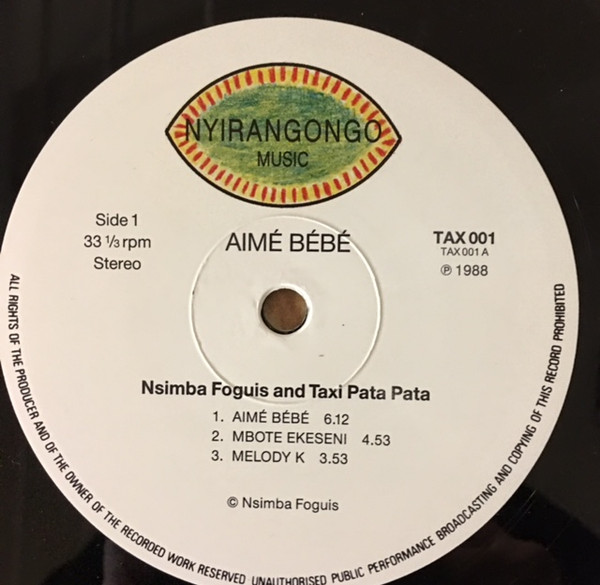 NYIRANGONGO
MUSIC
Side 1
33 ⅓ rpm
Stereo
AIMÉ BÉBÉ
TAX 001
TAX 001 A
℗ 1988
Nsimba Foguis and Taxi Pata Pata
1. AIMÉ BÉBÉ 6.12
2. MBOTE EKESENI 4.53
3. MELODY K 3.53
© Nsimba Foguis
ALL RIGHTS OF THE PRODUCER AND OF THE OWNER OF THE RECORDED WORK RESERVED UNAUTHORISED PUBLIC PERFORMANCE BROADCASTING AND COPYING OF THIS RECORD PROHIBITED